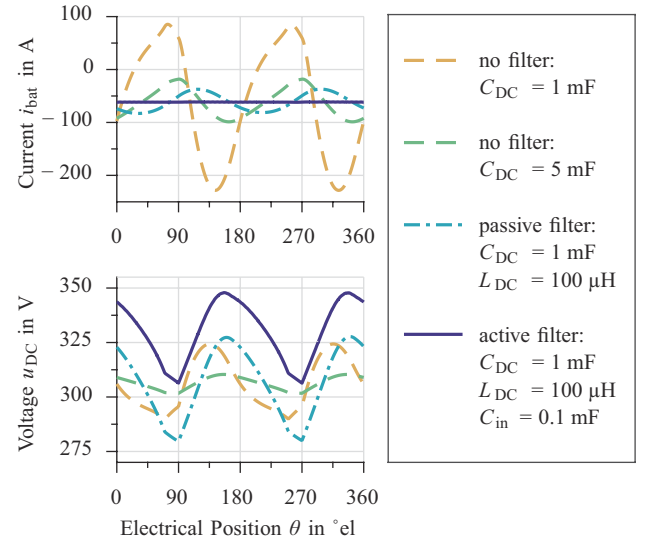 Current i_bat in A
100
0
−100
−200
0 90 180 270 360
Voltage u_DC in V
350
325
300
275
0 90 180 270 360
Electrical Position θ in °el
no filter:
C_DC = 1 mF
no filter:
C_DC = 5 mF
passive filter:
C_DC = 1 mF
L_DC = 100 µH
active filter:
C_DC = 1 mF
L_DC = 100 µH
C_in = 0.1 mF